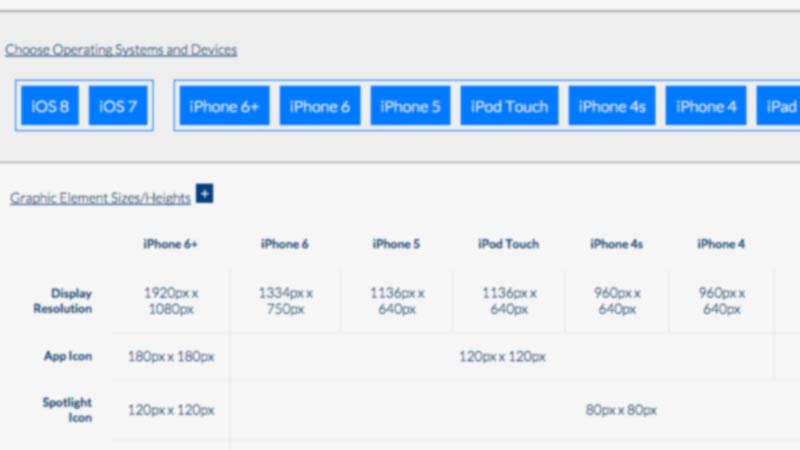 Choose Operating Systems and Devices
iOS 8 iOS 7 iPhone 6+ iPhone 6 iPhone 5 iPod Touch iPhone 4s iPhone 4 iPad
Graphic Element Sizes/Heights +
iPhone 6+ iPhone 6 iPhone 5 iPod Touch iPhone 4s iPhone 4
Display 1920px x 1334px x 1136px x 1136px x 960px x 960px x
Resolution 1080px 750px 640px 640px 640px 640px
App Icon 180px x 180px 120px x 120px
Spotlight
Icon 120px x 120px 80px x 80px